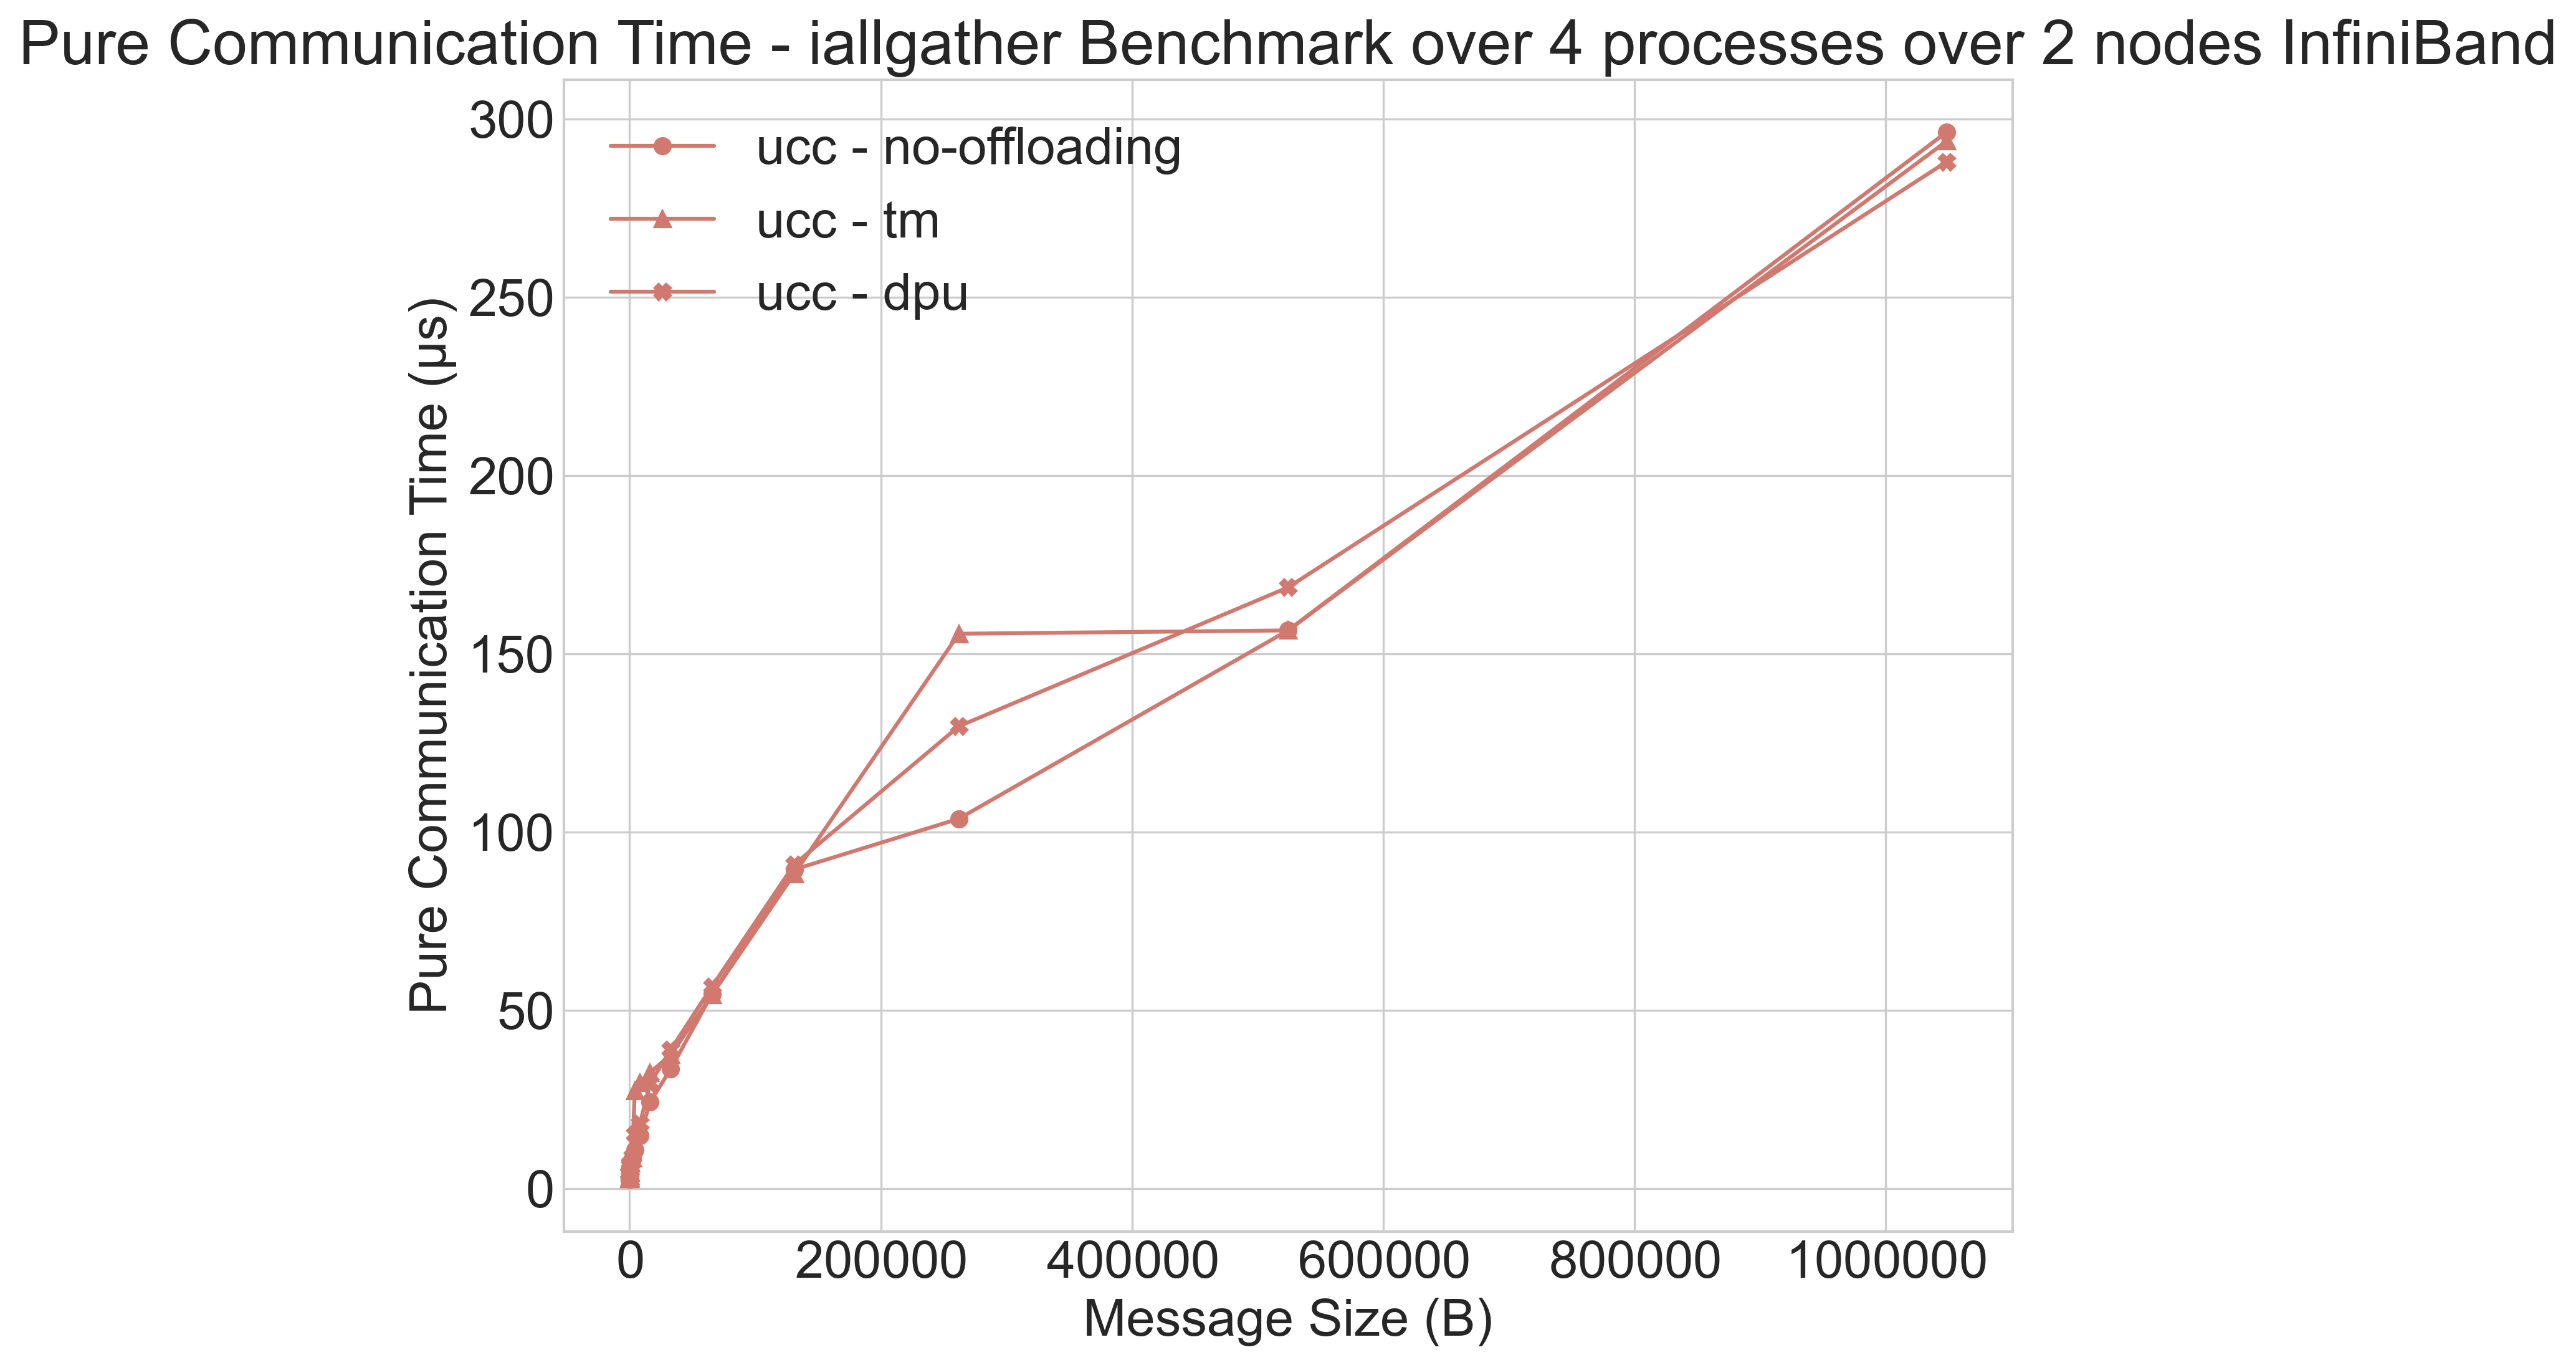 Pure Communication Time - iallgather Benchmark over 4 processes over 2 nodes InfiniBand
300
250
200
150
100
50
0
Pure Communication Time (µs)
ucc - no-offloading
ucc - tm
ucc - dpu
0 200000 400000 600000 800000 1000000
Message Size (B)